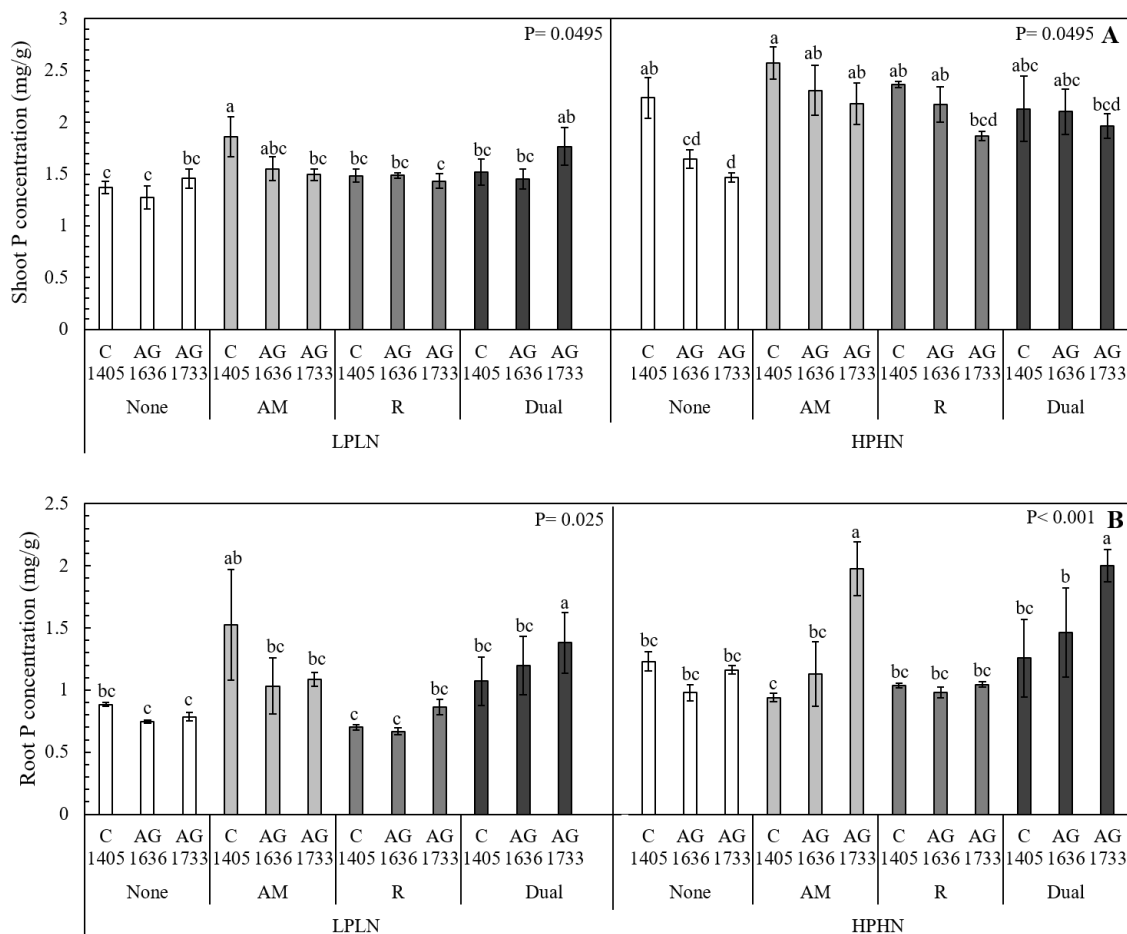 P= 0.0495
P= 0.0495 A
Shoot P concentration (mg/g)
3
2.5
2
1.5
1
0.5
0
c c bc a abc bc bc bc c bc bc ab
ab cd d a ab ab ab ab bcd abc abc bcd
C AG AG C AG AG C AG AG C AG AG C AG AG C AG AG C AG AG C AG AG
1405 1636 1733 1405 1636 1733 1405 1636 1733 1405 1636 1733 1405 1636 1733 1405 1636 1733 1405 1636 1733 1405 1636 1733
None AM R Dual None AM R Dual
LPLN HPHN
P= 0.025
P< 0.001 B
Root P concentration (mg/g)
2.5
2
1.5
1
0.5
0
bc c c ab bc bc c c bc bc bc a
bc bc bc c bc a bc bc bc bc b a
C AG AG C AG AG C AG AG C AG AG C AG AG C AG AG C AG AG C AG AG
1405 1636 1733 1405 1636 1733 1405 1636 1733 1405 1636 1733 1405 1636 1733 1405 1636 1733 1405 1636 1733 1405 1636 1733
None AM R Dual None AM R Dual
LPLN HPHN